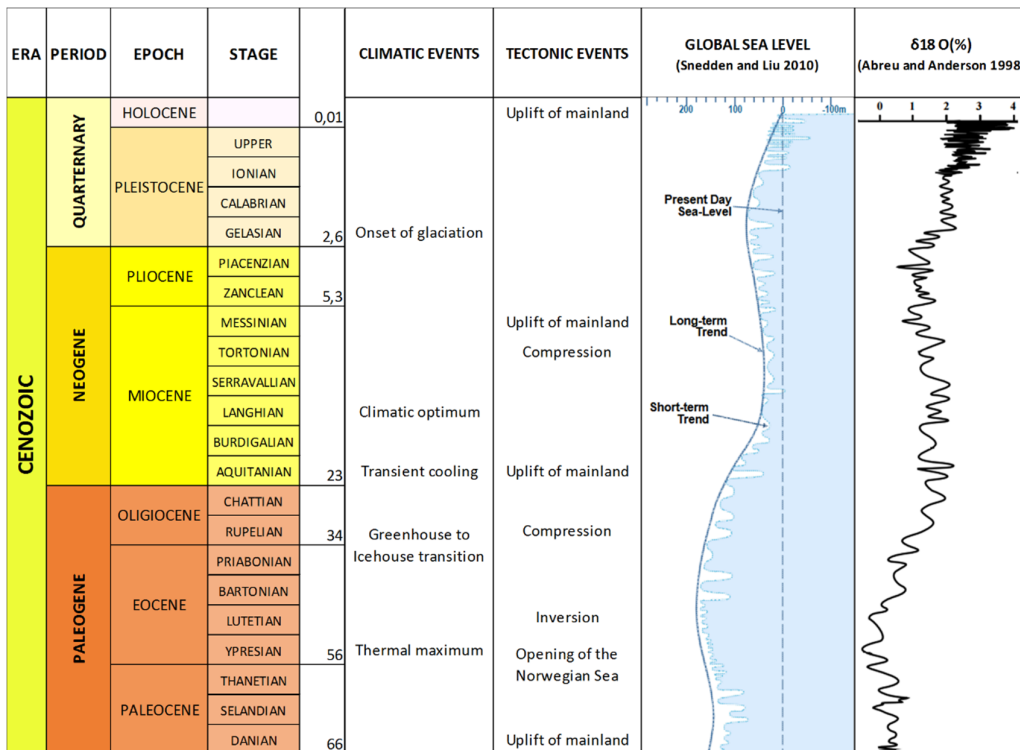 ERA
PERIOD
EPOCH
STAGE
CLIMATIC EVENTS
TECTONIC EVENTS
GLOBAL SEA LEVEL
(Snedden and Liu 2010)
δ18 O(%)
(Abreu and Anderson 1998
200
100
0
-100m
0
1
2
3
4
CENOZOIC
QUARTERNARY
HOLOCENE
0,01
Uplift of mainland
PLEISTOCENE
UPPER
IONIAN
CALABRIAN
GELASIAN
2,6
Onset of glaciation
NEOGENE
PLIOCENE
PIACENZIAN
ZANCLEAN
5,3
MIOCENE
MESSINIAN
Uplift of mainland
TORTONIAN
Compression
SERRAVALLIAN
LANGHIAN
Climatic optimum
BURDIGALIAN
AQUITANIAN
23
Transient cooling
Uplift of mainland
PALEOGENE
OLIGIOCENE
CHATTIAN
RUPELIAN
34
Greenhouse to
Icehouse transition
Compression
EOCENE
PRIABONIAN
BARTONIAN
LUTETIAN
Inversion
YPRESIAN
56
Thermal maximum
Opening of the
Norwegian Sea
PALEOCENE
THANETIAN
SELANDIAN
DANIAN
66
Uplift of mainland
Present Day
Sea-Level
Long-term
Trend
Short-term
Trend